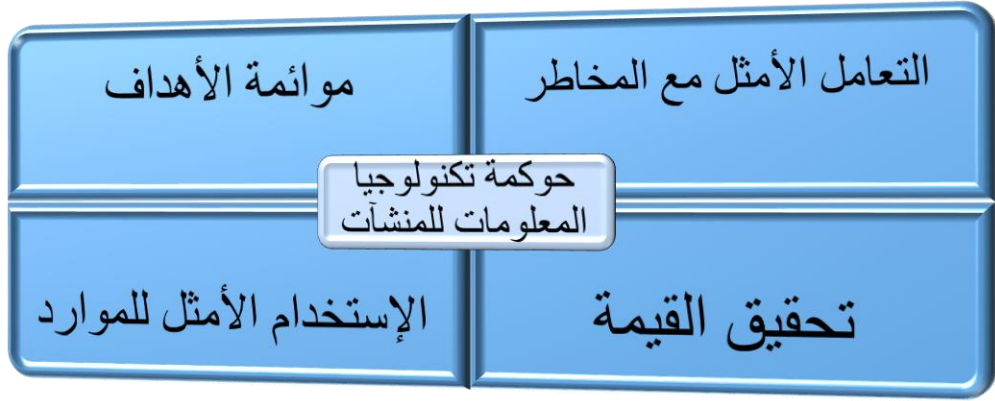 التعامل الأمثل مع المخاطر
موائمة الأهداف
حوكمة تكنولوجيا
المعلومات للمنشآت
تحقيق القيمة
الإستخدام الأمثل للموارد